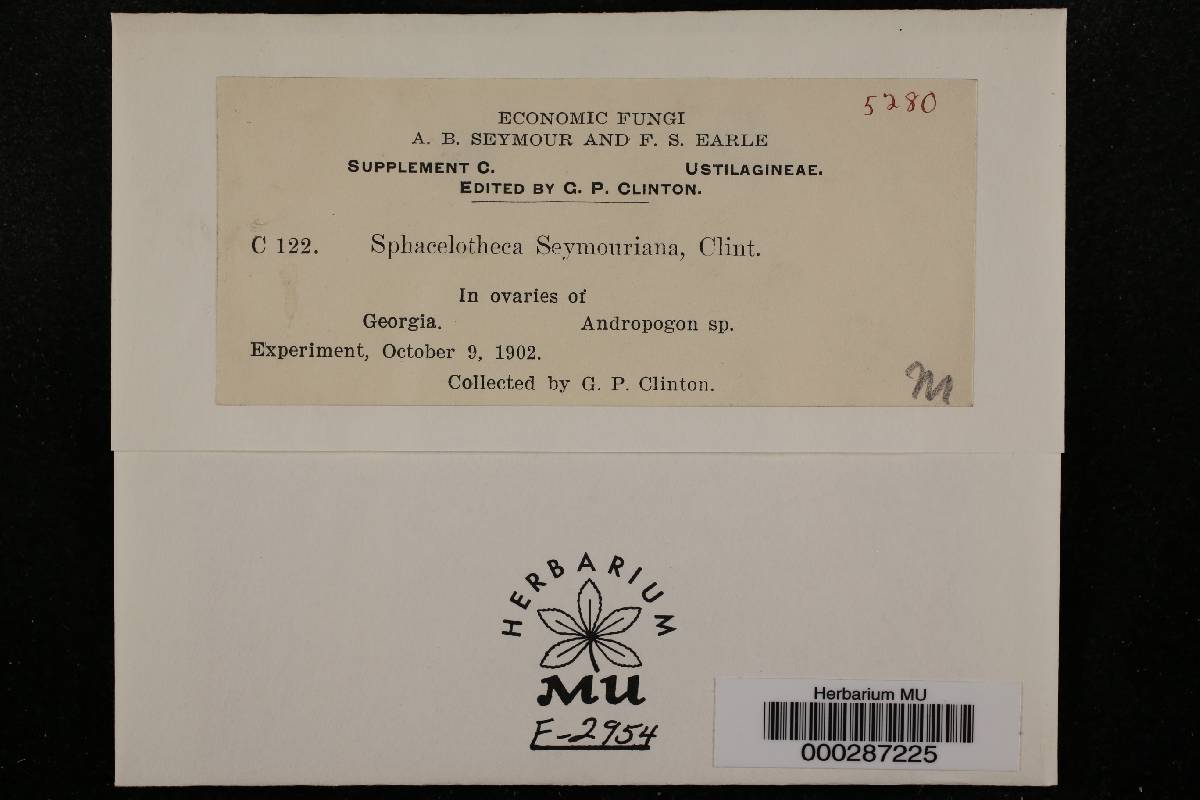 5280
ECONOMIC FUNGI
A. B. SEYMOUR AND F. S. EARLE
SUPPLEMENT C. USTILAGINEAE.
EDITED BY G. P. CLINTON.
C 122. Sphacelotheca Seymouriana, Clint.
In ovaries of
Georgia. Andropogon sp.
Experiment, October 9, 1902.
Collected by G. P. Clinton.
M
HERBARIUM
MU
F-2954
Herbarium MU
000287225